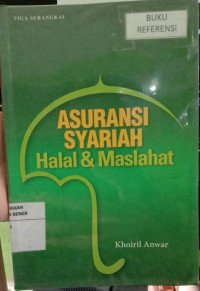 TIGA SERANGKAI
BUKU
REFERENSI
ASURANSI
SYARIAH
Halal & Maslahat
Khoiril Anwar